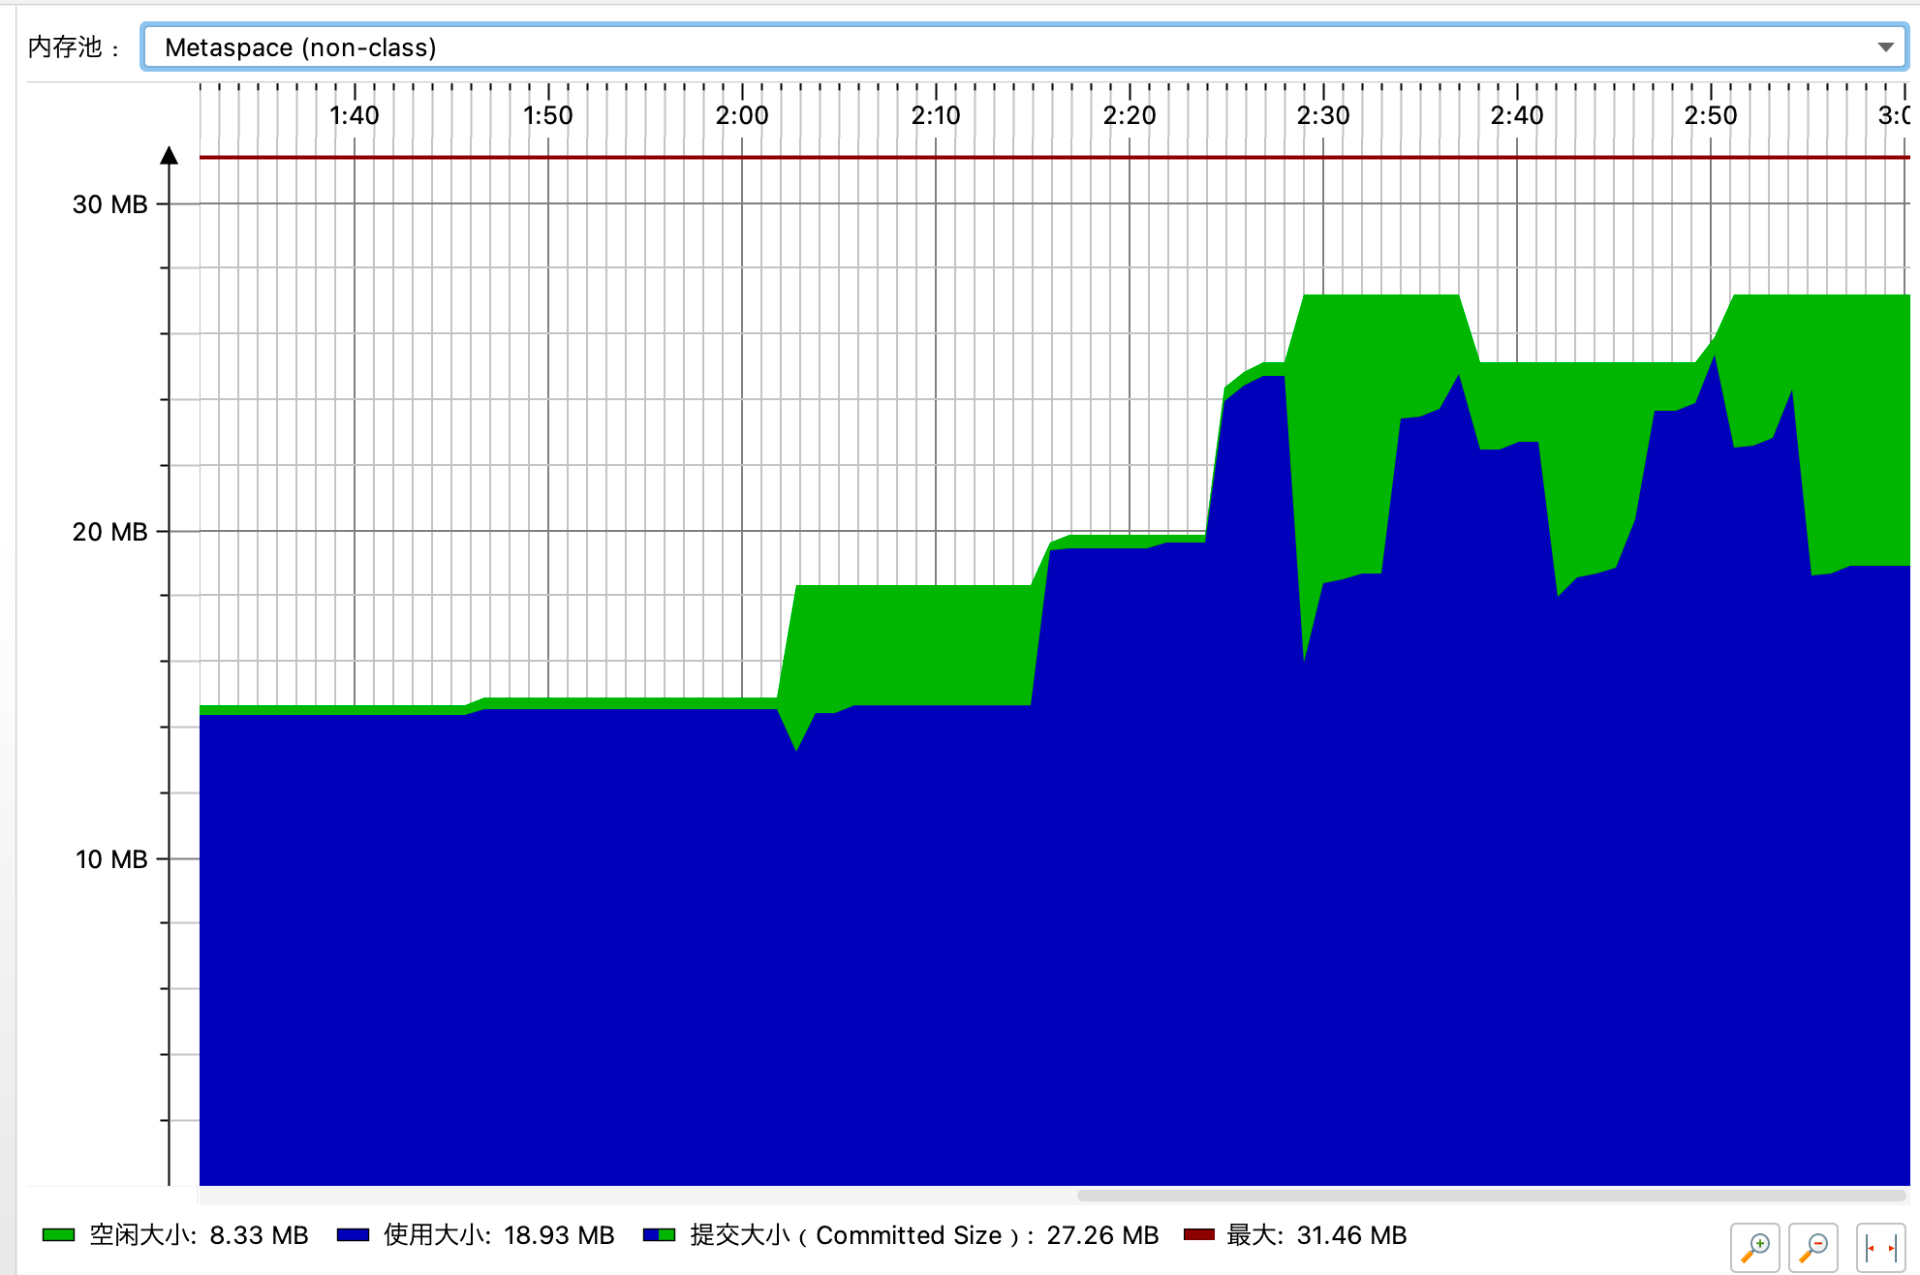 内存池： Metaspace (non-class)
1:40 1:50 2:00 2:10 2:20 2:30 2:40 2:50 3:0
30 MB
20 MB
10 MB
空闲大小: 8.33 MB 使用大小: 18.93 MB 提交大小（Committed Size）: 27.26 MB 最大: 31.46 MB